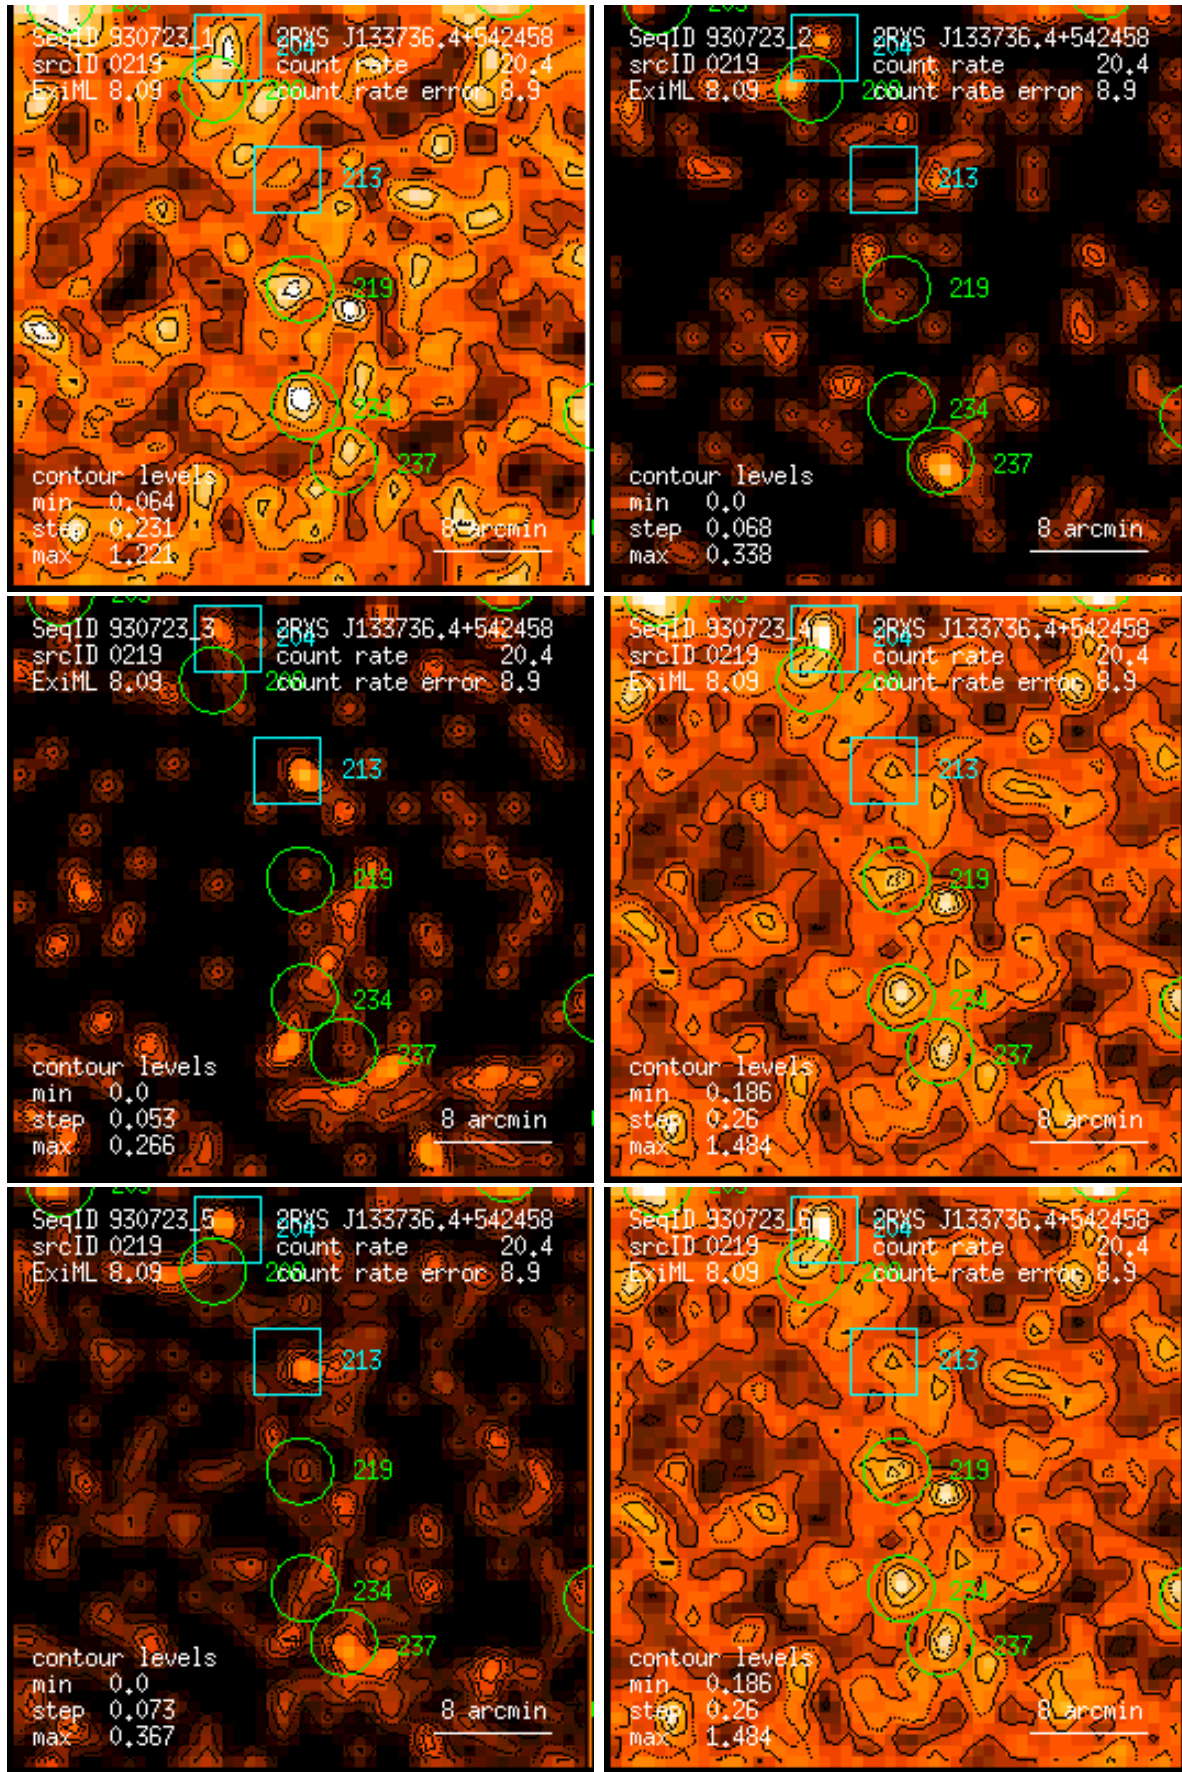 SeqID 930723_1 2RXS J133736.4+542458
204
srcID 0219 count rate 20.4
ExiML 8.09 count rate error 8.9
213
219
234
237
contour levels
min 0.064
step 0.231 8 arcmin
max 1.221
SeqID 930723_2 2RXS J133736.4+542458
204
srcID 0219 count rate 20.4
ExiML 8.09 count rate error 8.9
213
219
234
237
contour levels
min 0.0
step 0.068 8 arcmin
max 0.338
SeqID 930723_3 2RXS J133736.4+542458
204
srcID 0219 count rate 20.4
ExiML 8.09 count rate error 8.9
213
219
234
237
contour levels
min 0.0
step 0.053 8 arcmin
max 0.266
SeqID 930723_4 2RXS J133736.4+542458
204
srcID 0219 count rate 20.4
ExiML 8.09 count rate error 8.9
213
219
234
237
contour levels
min 0.186
step 0.26 8 arcmin
max 1.484
SeqID 930723_5 2RXS J133736.4+542458
204
srcID 0219 count rate 20.4
ExiML 8.09 count rate error 8.9
213
219
234
237
contour levels
min 0.0
step 0.073 8 arcmin
max 0.367
SeqID 930723_6 2RXS J133736.4+542458
204
srcID 0219 count rate 20.4
ExiML 8.09 count rate error 8.9
213
219
234
237
contour levels
min 0.186
step 0.26 8 arcmin
max 1.484